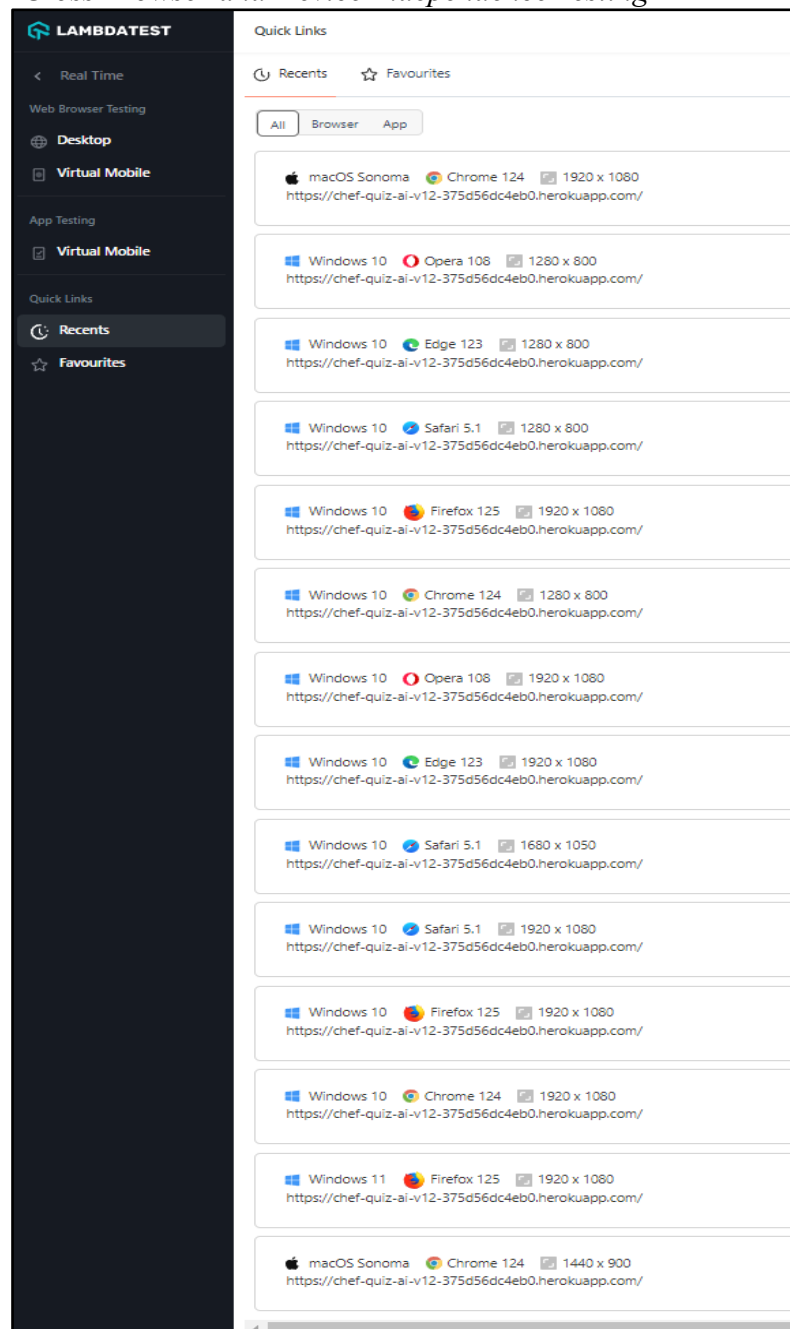 Cross Browser and Device Independence Testing
LAMBDATEST
Quick Links
Real Time
Recents
Favourites
Web Browser Testing
All
Browser
App
Desktop
Virtual Mobile
App Testing
Virtual Mobile
Quick Links
Recents
Favourites
macOS Sonoma Chrome 124 1920 x 1080
https://chef-quiz-ai-v12-375d56dc4eb0.herokuapp.com/
Windows 10 Opera 108 1280 x 800
https://chef-quiz-ai-v12-375d56dc4eb0.herokuapp.com/
Windows 10 Edge 123 1280 x 800
https://chef-quiz-ai-v12-375d56dc4eb0.herokuapp.com/
Windows 10 Safari 5.1 1280 x 800
https://chef-quiz-ai-v12-375d56dc4eb0.herokuapp.com/
Windows 10 Firefox 125 1920 x 1080
https://chef-quiz-ai-v12-375d56dc4eb0.herokuapp.com/
Windows 10 Chrome 124 1280 x 800
https://chef-quiz-ai-v12-375d56dc4eb0.herokuapp.com/
Windows 10 Opera 108 1920 x 1080
https://chef-quiz-ai-v12-375d56dc4eb0.herokuapp.com/
Windows 10 Edge 123 1920 x 1080
https://chef-quiz-ai-v12-375d56dc4eb0.herokuapp.com/
Windows 10 Safari 5.1 1680 x 1050
https://chef-quiz-ai-v12-375d56dc4eb0.herokuapp.com/
Windows 10 Safari 5.1 1920 x 1080
https://chef-quiz-ai-v12-375d56dc4eb0.herokuapp.com/
Windows 10 Firefox 125 1920 x 1080
https://chef-quiz-ai-v12-375d56dc4eb0.herokuapp.com/
Windows 10 Chrome 124 1920 x 1080
https://chef-quiz-ai-v12-375d56dc4eb0.herokuapp.com/
Windows 11 Firefox 125 1920 x 1080
https://chef-quiz-ai-v12-375d56dc4eb0.herokuapp.com/
macOS Sonoma Chrome 124 1440 x 900
https://chef-quiz-ai-v12-375d56dc4eb0.herokuapp.com/